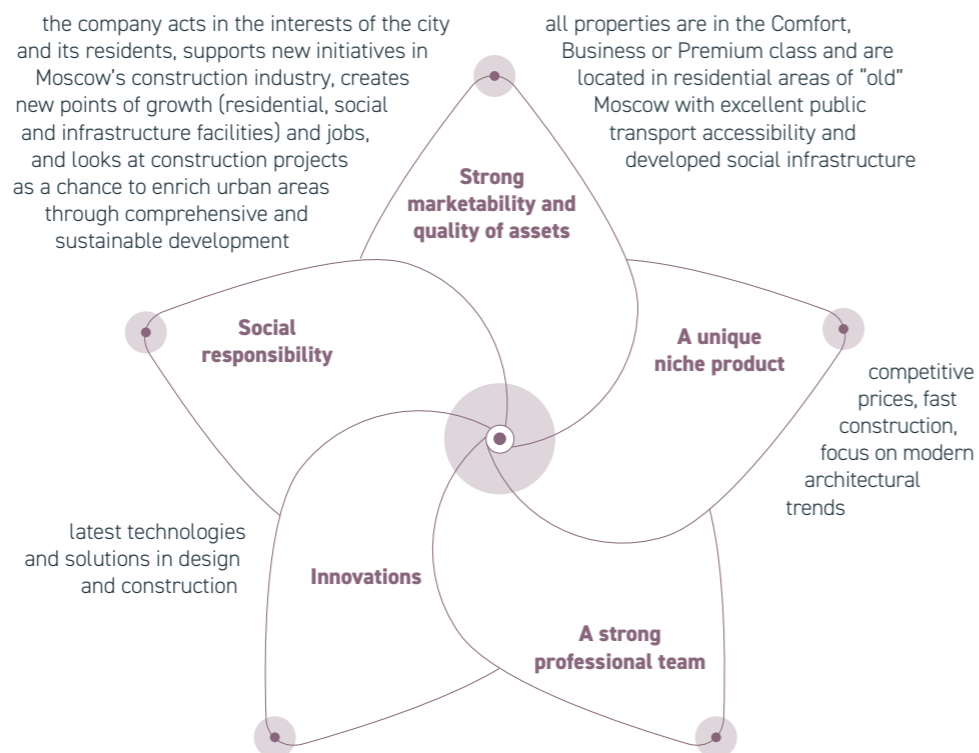 the company acts in the interests of the city
and its residents, supports new initiatives in
Moscow’s construction industry, creates
new points of growth (residential, social
and infrastructure facilities) and jobs,
and looks at construction projects
as a chance to enrich urban areas
through comprehensive and
sustainable development
all properties are in the Comfort,
Business or Premium class and are
located in residential areas of “old”
Moscow with excellent public
transport accessibility and
developed social infrastructure
Strong
marketability and
quality of assets
Social
responsibility
A unique
niche product
competitive
prices, fast
construction,
focus on modern
architectural
trends
latest technologies
and solutions in design
and construction
Innovations
A strong
professional team